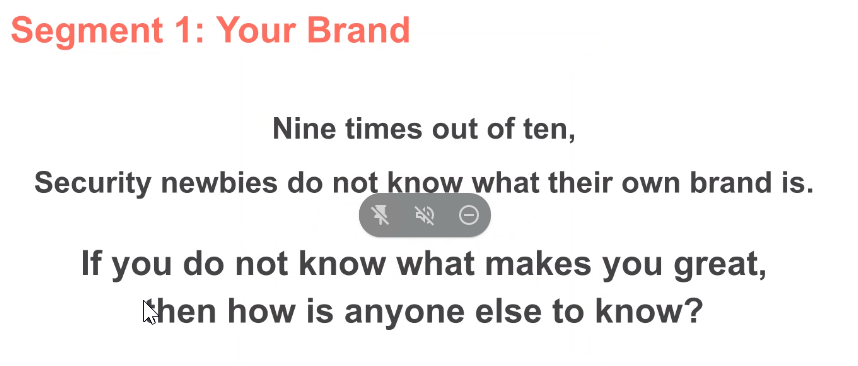 Segment 1: Your Brand
Nine times out of ten,
Security newbies do not know what their own brand is.
If you do not know what makes you great,
then how is anyone else to know?